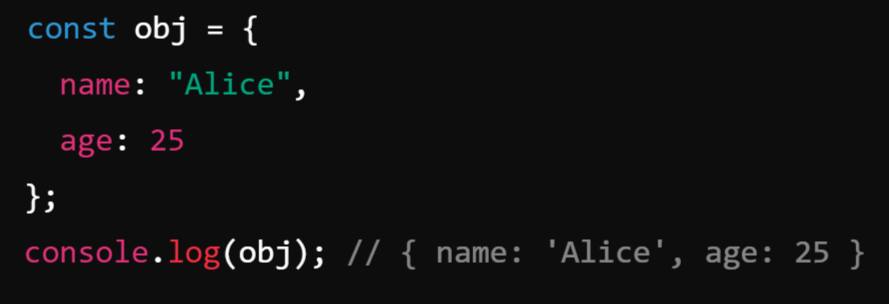 const obj = {
  name: "Alice",
  age: 25
};
console.log(obj); // { name: 'Alice', age: 25 }